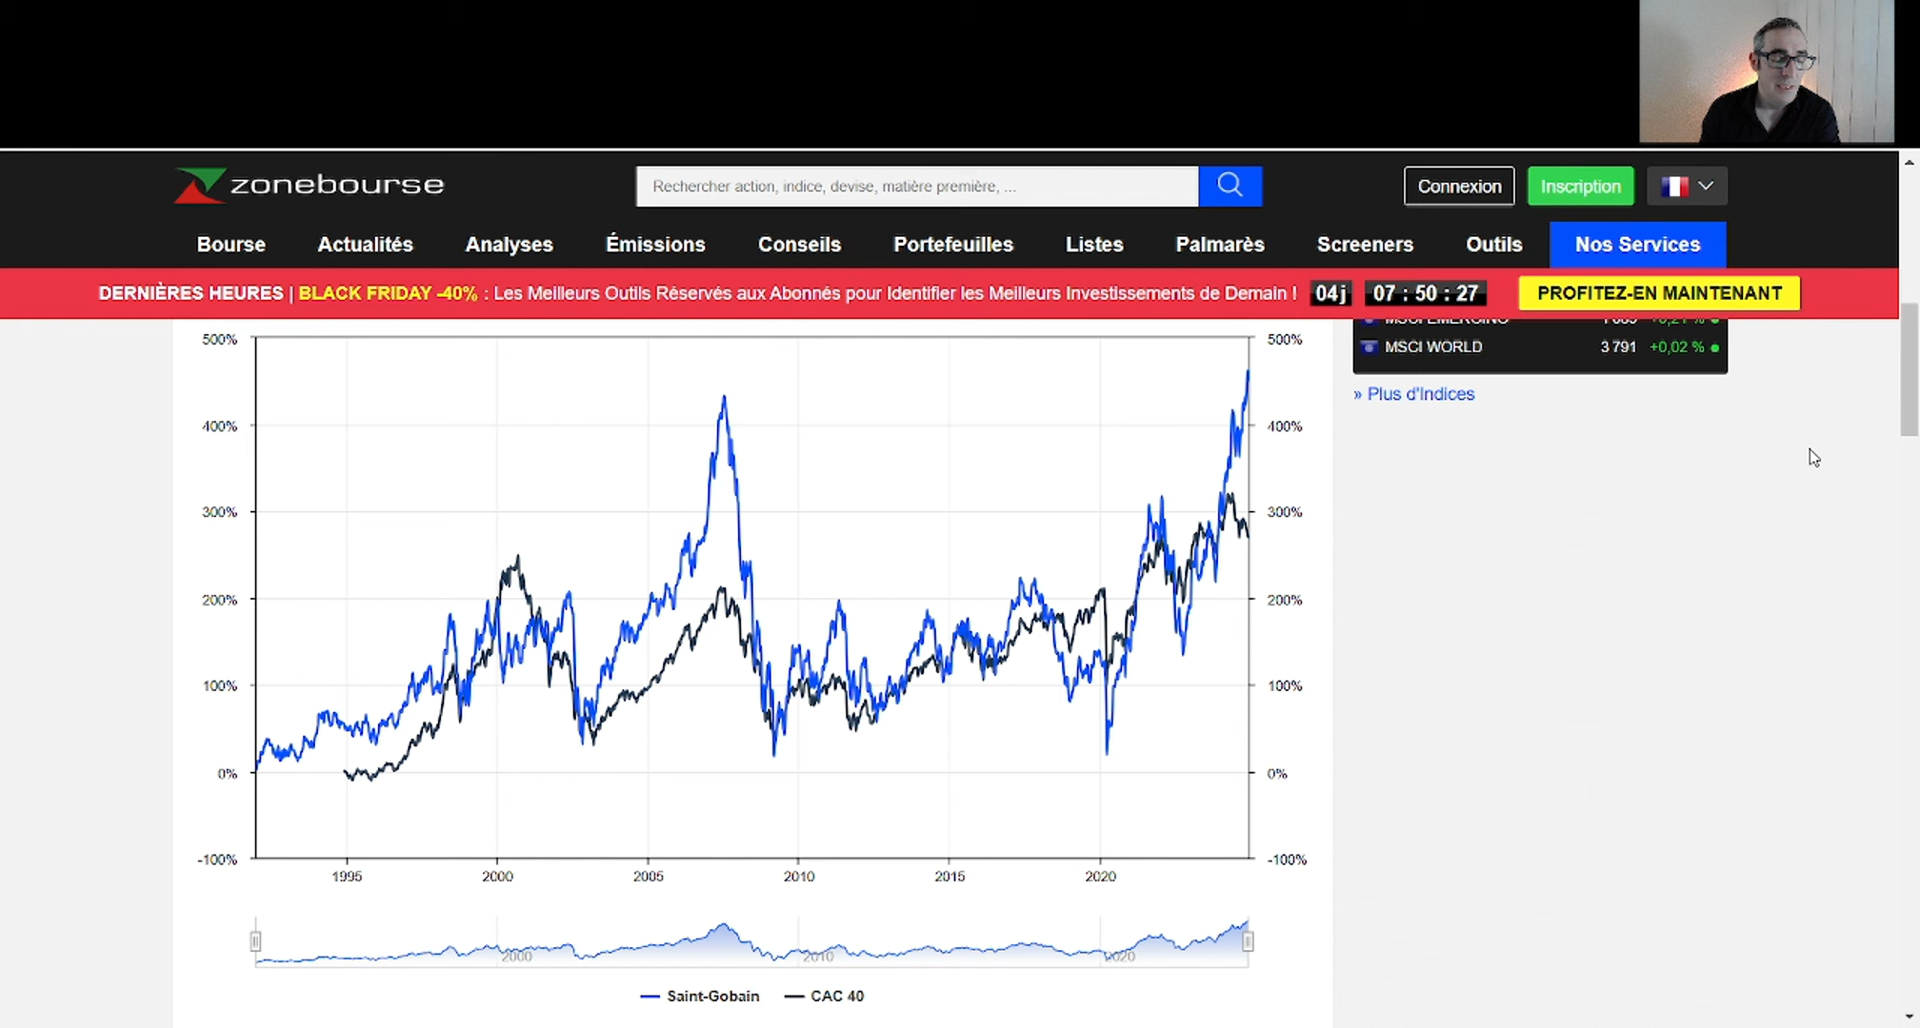 zonebourse
Rechercher action, indice, devise, matière première, ...
Connexion
Inscription
Bourse
Actualités
Analyses
Émissions
Conseils
Portefeuilles
Listes
Palmarès
Screeners
Outils
Nos Services
DERNIÈRES HEURES | BLACK FRIDAY -40% : Les Meilleurs Outils Réservés aux Abonnés pour Identifier les Meilleurs Investissements de Demain !
04j
07 : 50 : 27
PROFITEZ-EN MAINTENANT
MSCI WORLD 3 791 +0,02 %
» Plus d'Indices
500% 500%
400% 400%
300% 300%
200% 200%
100% 100%
0% 0%
-100% -100%
1995 2000 2005 2010 2015 2020
2000 2010 2020
Saint-Gobain
CAC 40